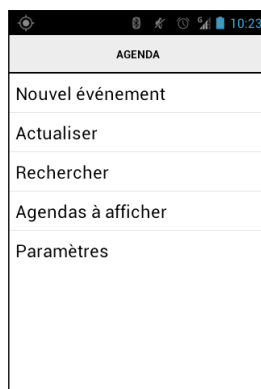 10:23
AGENDA
Nouvel événement
Actualiser
Rechercher
Agendas à afficher
Paramètres